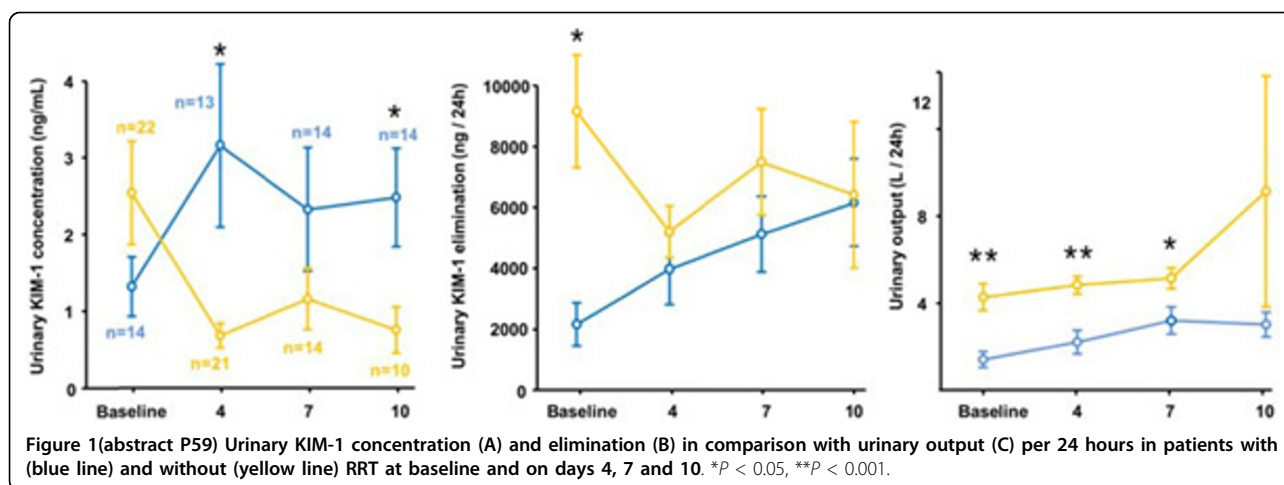 *
*
4
n=13
n=22
n=14
n=14
3
2
1
0
n=14
n=21
n=14
n=10
Urinary KIM-1 concentration (ng/mL)
Baseline 4 7 10
*
10000
8000
6000
4000
2000
0
Urinary KIM-1 elimination (ng / 24h)
Baseline 4 7 10
12
8
4
** ** *
Urinary output (L / 24h)
Baseline 4 7 10
Figure 1(abstract P59) Urinary KIM-1 concentration (A) and elimination (B) in comparison with urinary output (C) per 24 hours in patients with
(blue line) and without (yellow line) RRT at baseline and on days 4, 7 and 10. *P < 0.05, **P < 0.001.